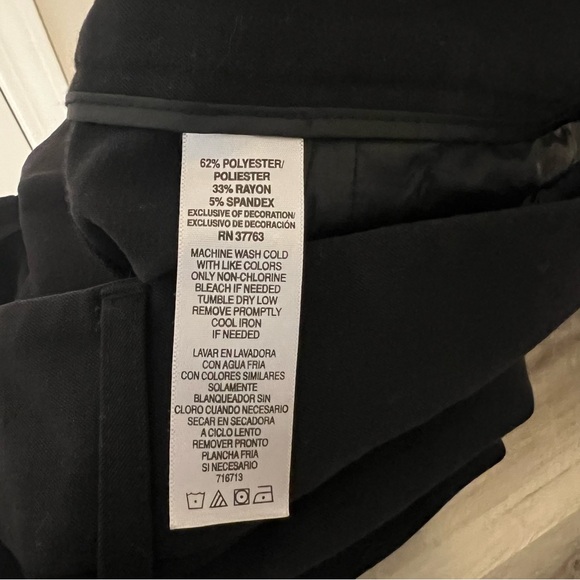 62% POLYESTER/
POLIESTER
33% RAYON
5% SPANDEX
EXCLUSIVE OF DECORATION/
EXCLUSIVO DE DECORACIÓN
RN 37763
MACHINE WASH COLD
WITH LIKE COLORS
ONLY NON-CHLORINE
BLEACH IF NEEDED
TUMBLE DRY LOW
REMOVE PROMPTLY
COOL IRON
IF NEEDED
LAVAR EN LAVADORA
CON AGUA FRIA
CON COLORES SIMILARES
SOLAMENTE
BLANQUEADOR SIN
CLORO CUANDO NECESARIO
SECAR EN SECADORA
A CICLO LENTO
REMOVER PRONTO
PLANCHA FRIA
SI NECESARIO
716713